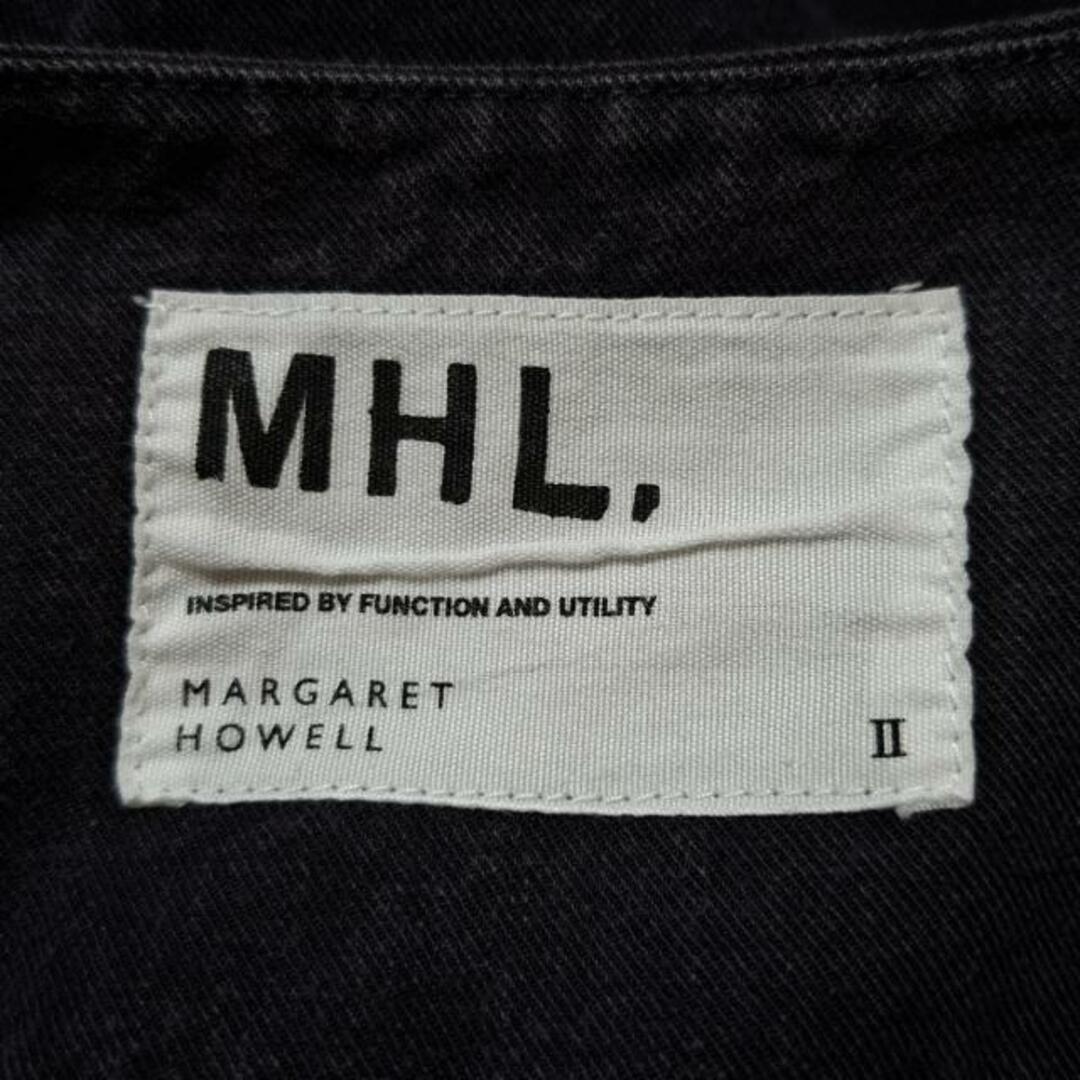 MHL.
INSPIRED BY FUNCTION AND UTILITY
MARGARET
HOWELL
II